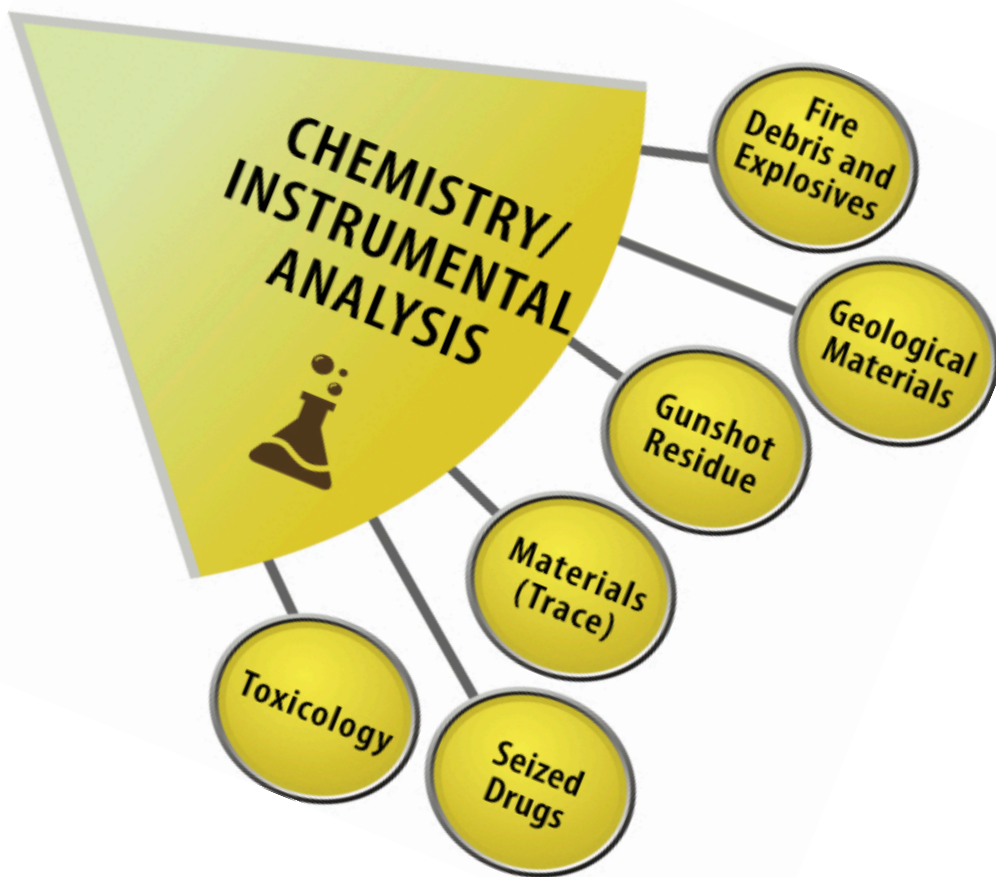 CHEMISTRY/
INSTRUMENTAL
ANALYSIS
Fire
Debris and
Explosives
Geological
Materials
Gunshot
Residue
Materials
(Trace)
Seized
Drugs
Toxicology